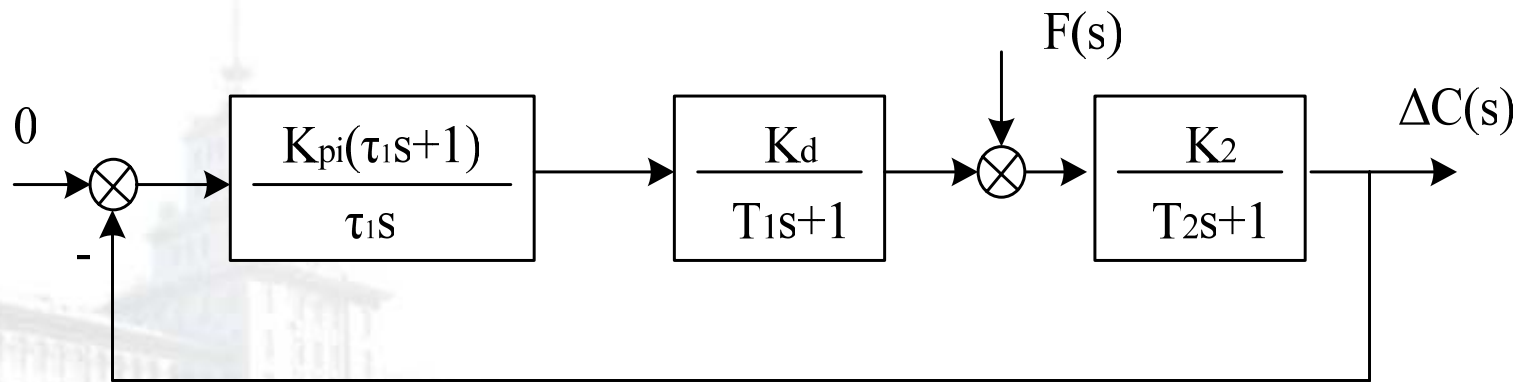 F(s)
0
Kpi(τ1s+1)
τ1s
Kd
T1s+1
K2
T2s+1
ΔC(s)
-